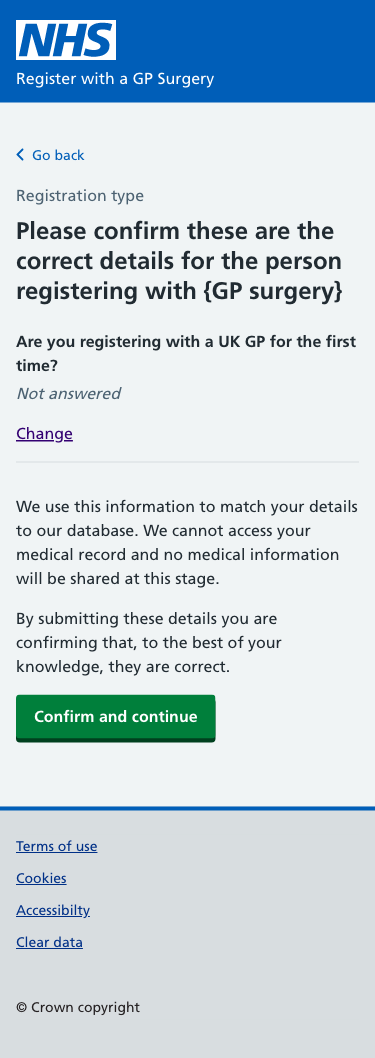 NHS
Register with a GP Surgery
Go back
Registration type
Please confirm these are the
correct details for the person
registering with {GP surgery}
Are you registering with a UK GP for the first
time?
Not answered
Change
We use this information to match your details
to our database. We cannot access your
medical record and no medical information
will be shared at this stage.
By submitting these details you are
confirming that, to the best of your
knowledge, they are correct.
Confirm and continue
Terms of use
Cookies
Accessibilty
Clear data
© Crown copyright